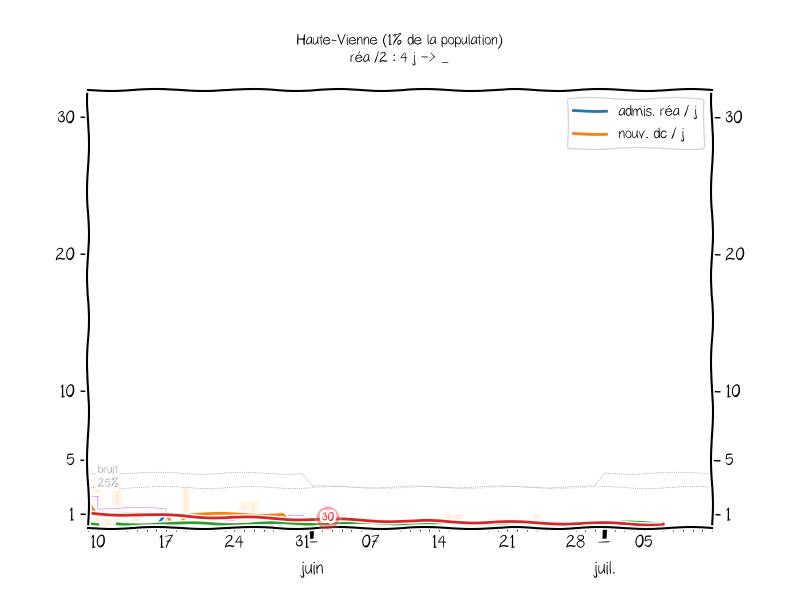 Haute-Vienne (1% de la population)
réa /2 : 4 j -> _
admis. réa / j
nouv. dc / j
30
30
20
20
10
10
5
5
bruit
25%
1
1
30
10 17 24 31 07 14 21 28 05
juin juil.